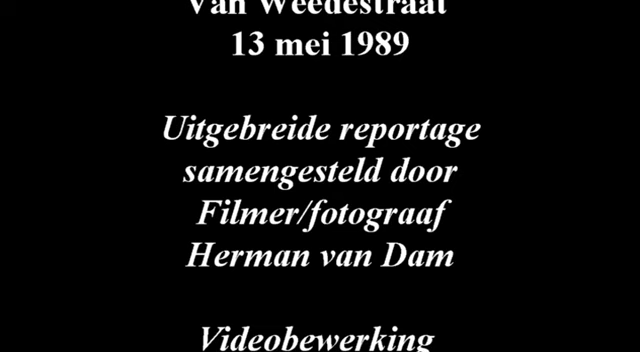 Van Weedestraat
13 mei 1989
Uitgebreide reportage
samengesteld door
Filmer/fotograaf
Herman van Dam
Videobewerking